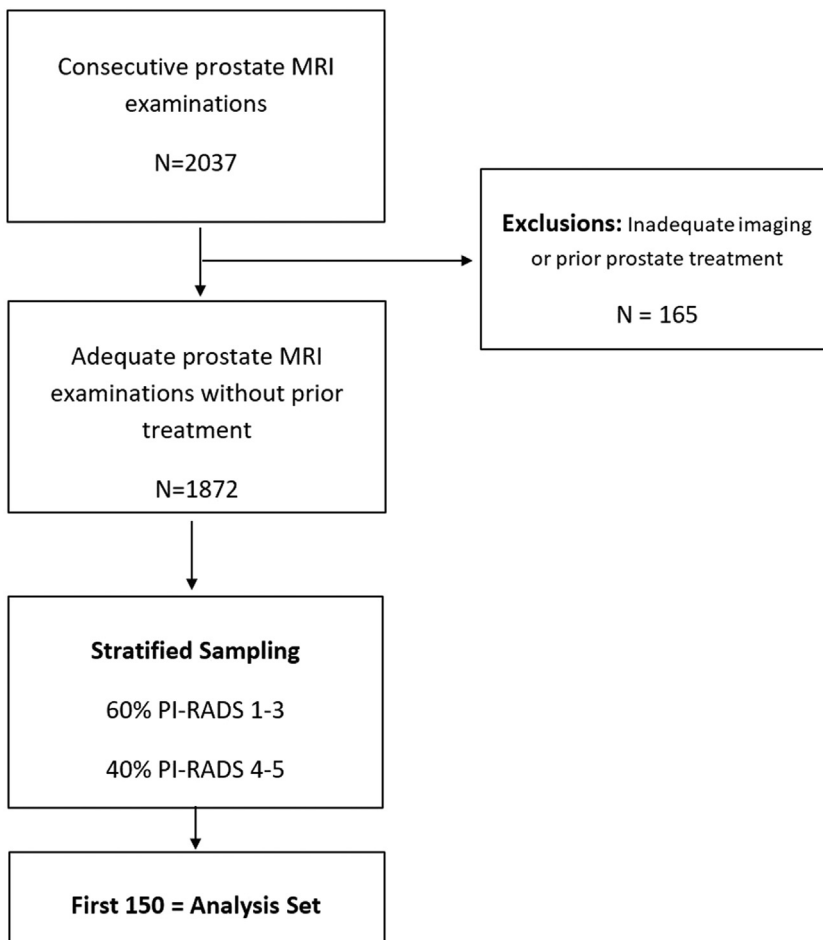 Consecutive prostate MRI
examinations
N=2037
Exclusions: Inadequate imaging
or prior prostate treatment
N = 165
Adequate prostate MRI
examinations without prior
treatment
N=1872
Stratified Sampling
60% PI-RADS 1-3
40% PI-RADS 4-5
First 150 = Analysis Set